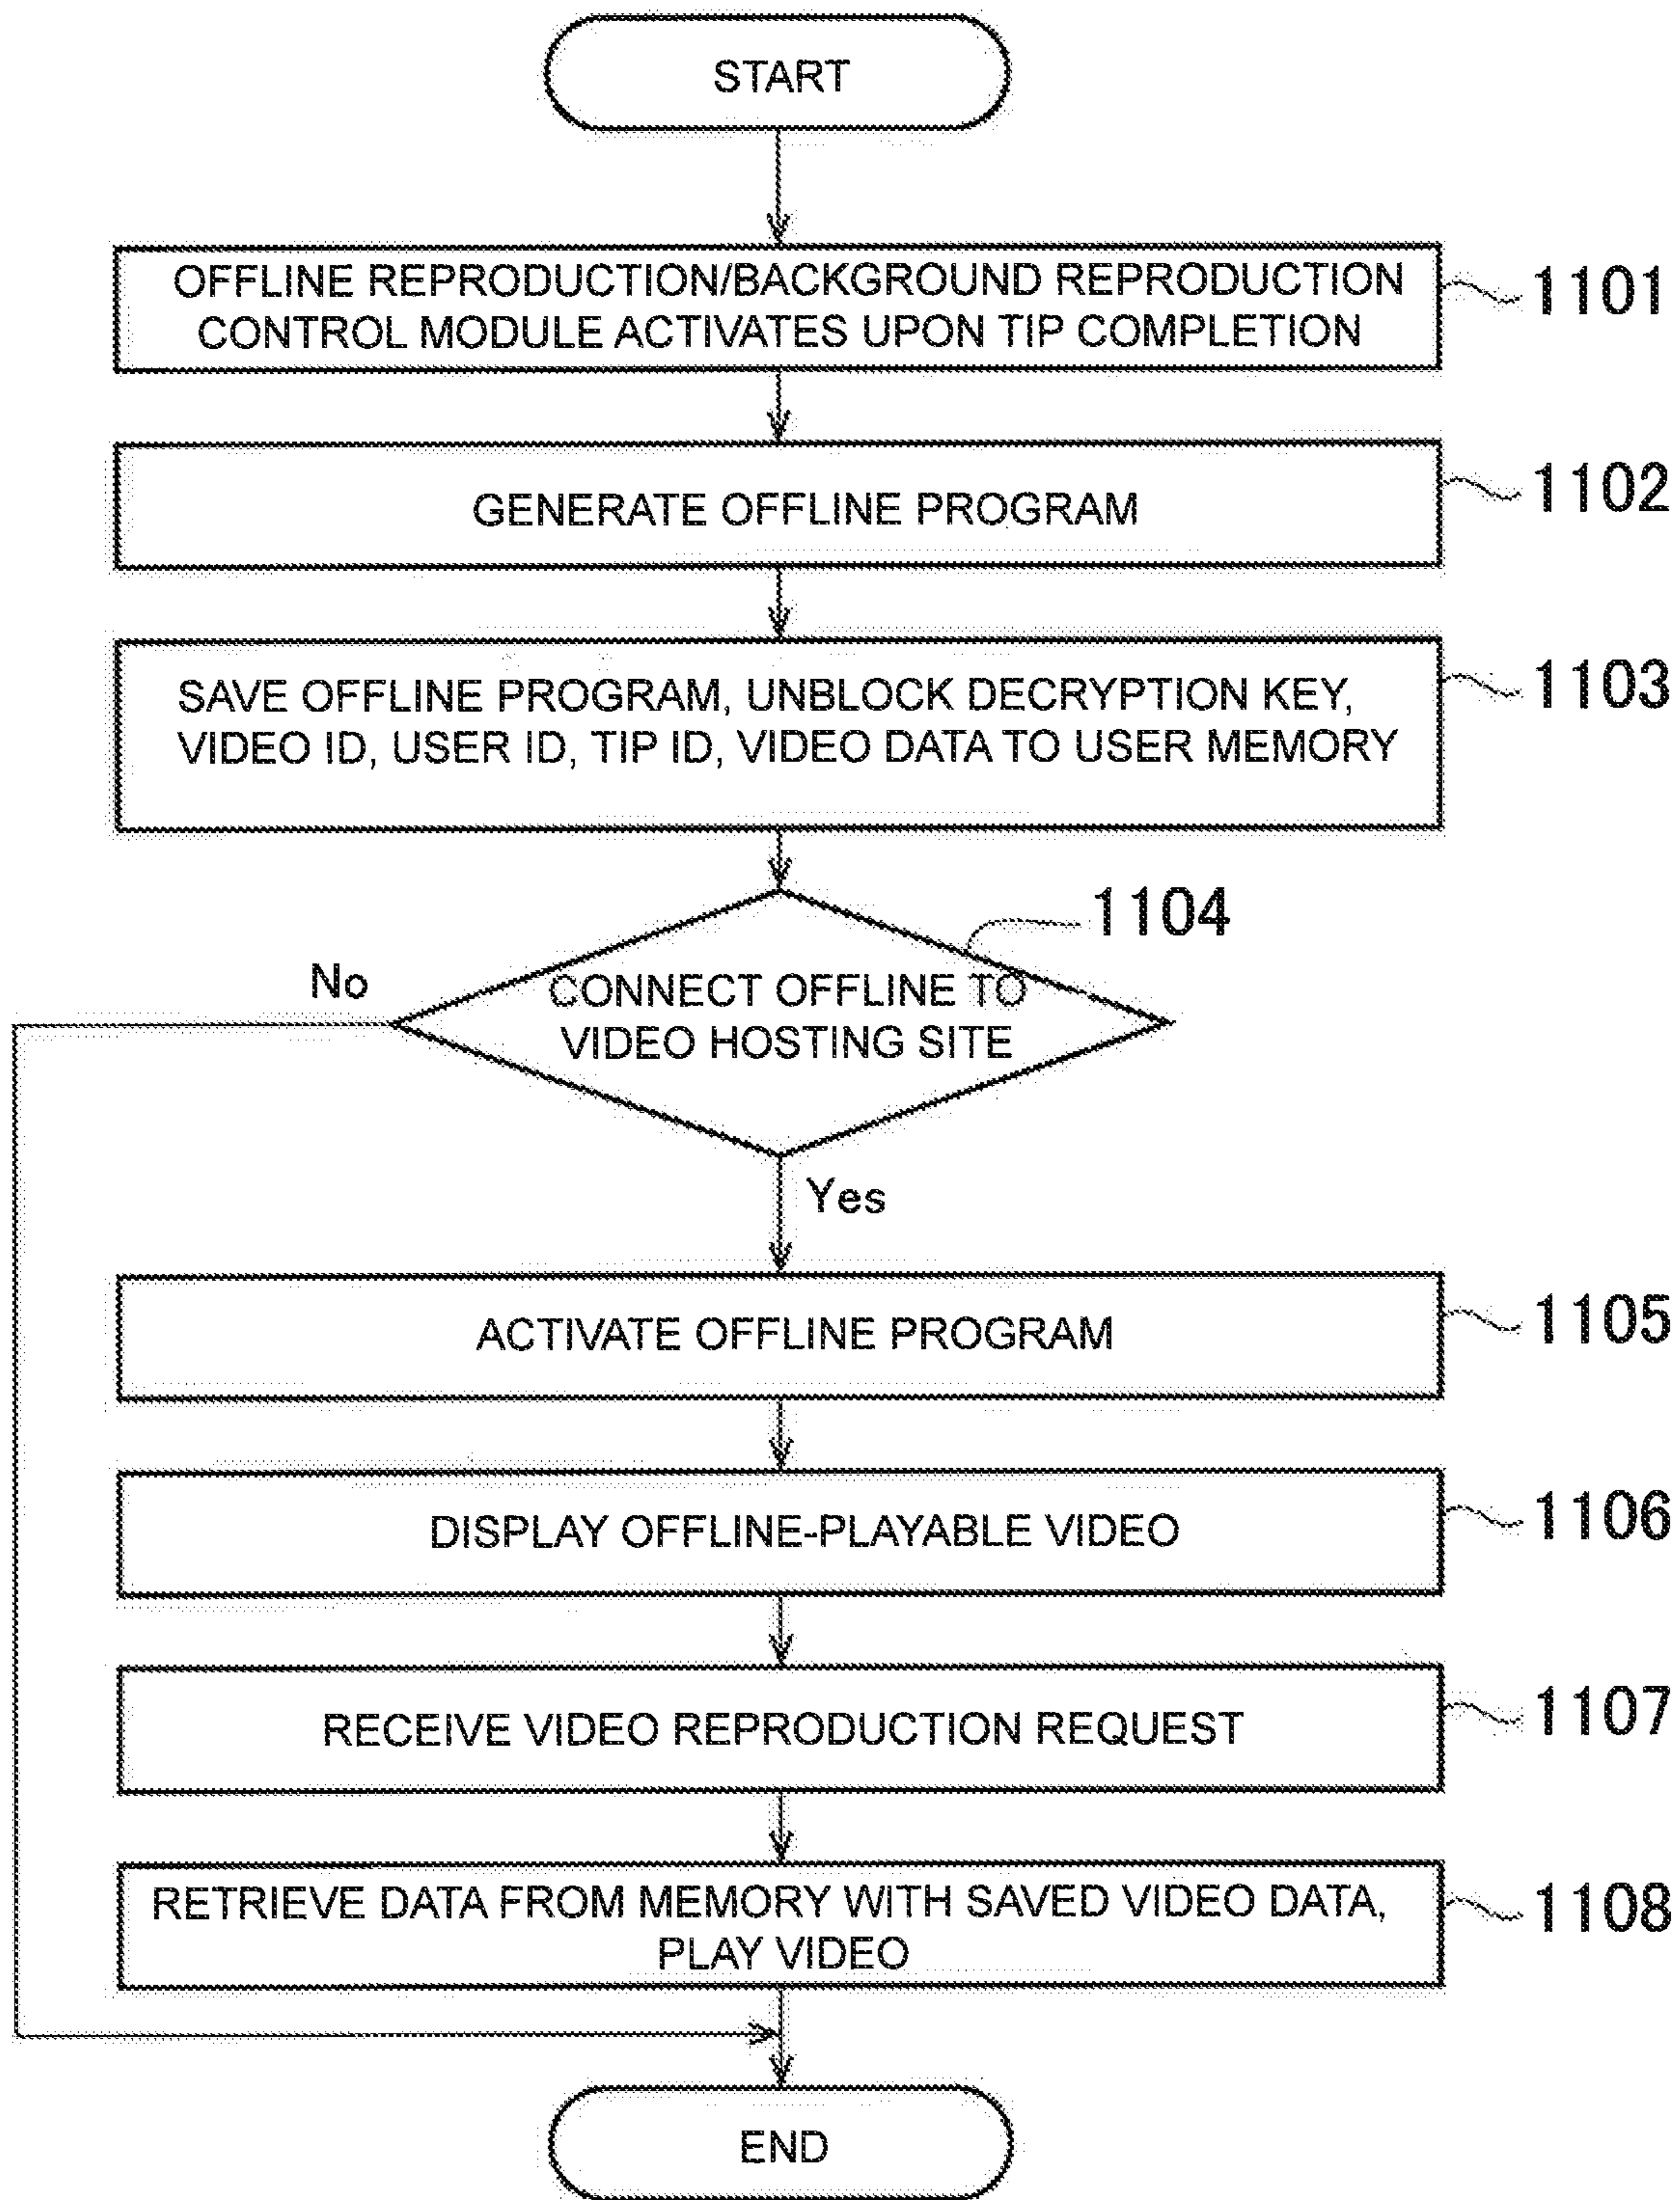 START
OFFLINE REPRODUCTION/BACKGROUND REPRODUCTION
CONTROL MODULE ACTIVATES UPON TIP COMPLETION
1101
GENERATE OFFLINE PROGRAM
1102
SAVE OFFLINE PROGRAM, UNBLOCK DECRYPTION KEY,
VIDEO ID, USER ID, TIP ID, VIDEO DATA TO USER MEMORY
1103
1104
No
CONNECT OFFLINE TO
VIDEO HOSTING SITE
Yes
ACTIVATE OFFLINE PROGRAM
1105
DISPLAY OFFLINE-PLAYABLE VIDEO
1106
RECEIVE VIDEO REPRODUCTION REQUEST
1107
RETRIEVE DATA FROM MEMORY WITH SAVED VIDEO DATA,
PLAY VIDEO
1108
END